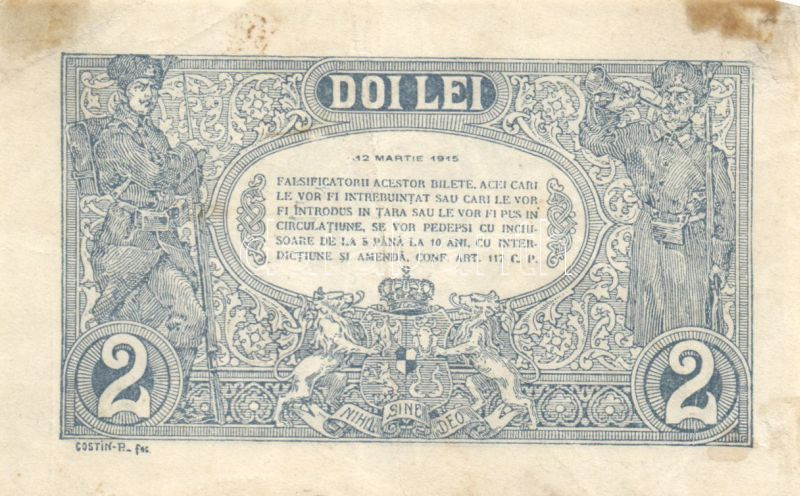 DOI LEI
12 MARTIE 1915
FALSIFICATORII ACESTOR BILETE, ACEI CARI
LE VOR FI INTREBUINȚAT SAU CARI LE VOR
FI ÎNTRODUS IN ȚARA SAU LE VOR FI PUS IN
CIRCULAȚIUNE, SE VOR PEDEPSI CU INCHI-
SOARE DE LA 5 PÂNĂ LA 10 ANI, CU INTER-
DICȚIUNE ȘI AMENDĂ, CONF. ART. 117 C. P.
NIHIL SINE DEO
2 2
COSTIN-P. fec.